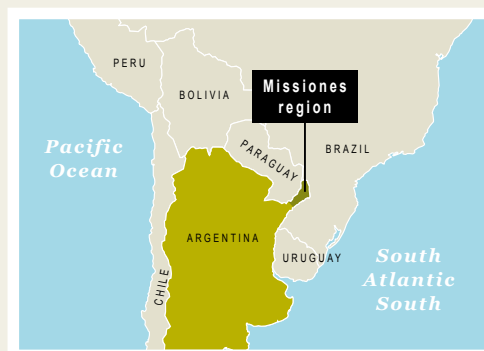 PERU
BOLIVIA
Missiones
region
Pacific
Ocean
PARAGUAY
BRAZIL
ARGENTINA
URUGUAY
CHILE
South
Atlantic
South